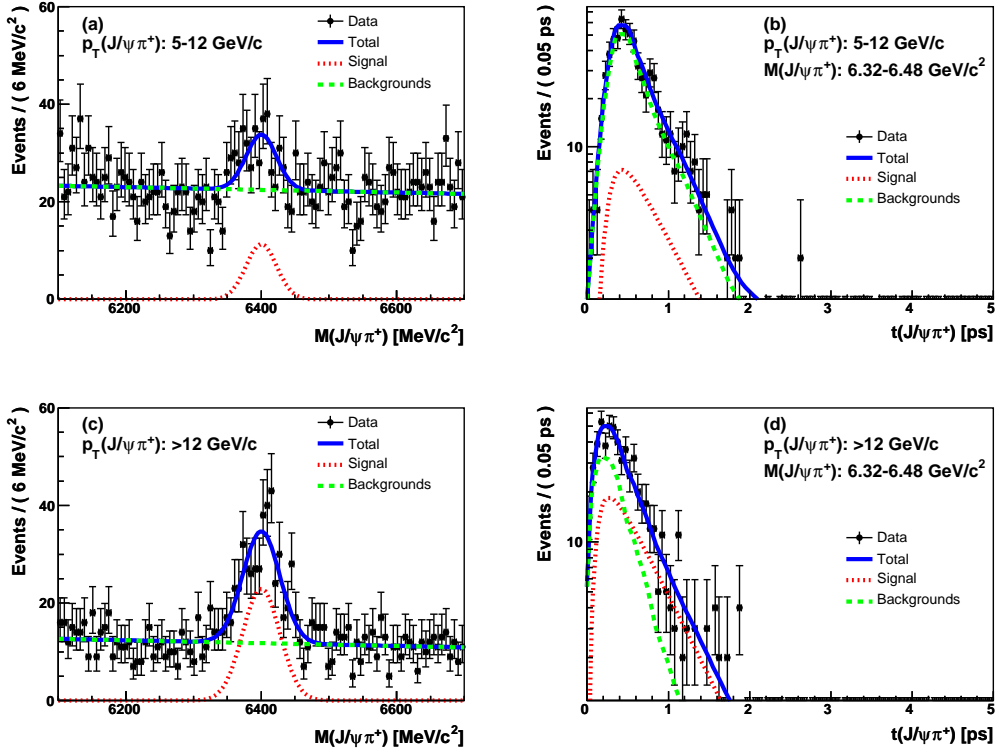 (a)
p_T(J/ψπ⁺): 5-12 GeV/c
Data
Total
Signal
Backgrounds
Events / ( 6 MeV/c²)
60
40
20
0
6200
6400
6600
M(J/ψπ⁺) [MeV/c²]
(b)
p_T(J/ψπ⁺): 5-12 GeV/c
M(J/ψπ⁺): 6.32-6.48 GeV/c²
Data
Total
Signal
Backgrounds
Events / ( 0.05 ps )
10
0
1
2
3
4
5
t(J/ψπ⁺) [ps]
(c)
p_T(J/ψπ⁺): >12 GeV/c
Data
Total
Signal
Backgrounds
Events / ( 6 MeV/c²)
60
40
20
0
6200
6400
6600
M(J/ψπ⁺) [MeV/c²]
(d)
p_T(J/ψπ⁺): >12 GeV/c
M(J/ψπ⁺): 6.32-6.48 GeV/c²
Data
Total
Signal
Backgrounds
Events / ( 0.05 ps )
10
0
1
2
3
4
5
t(J/ψπ⁺) [ps]